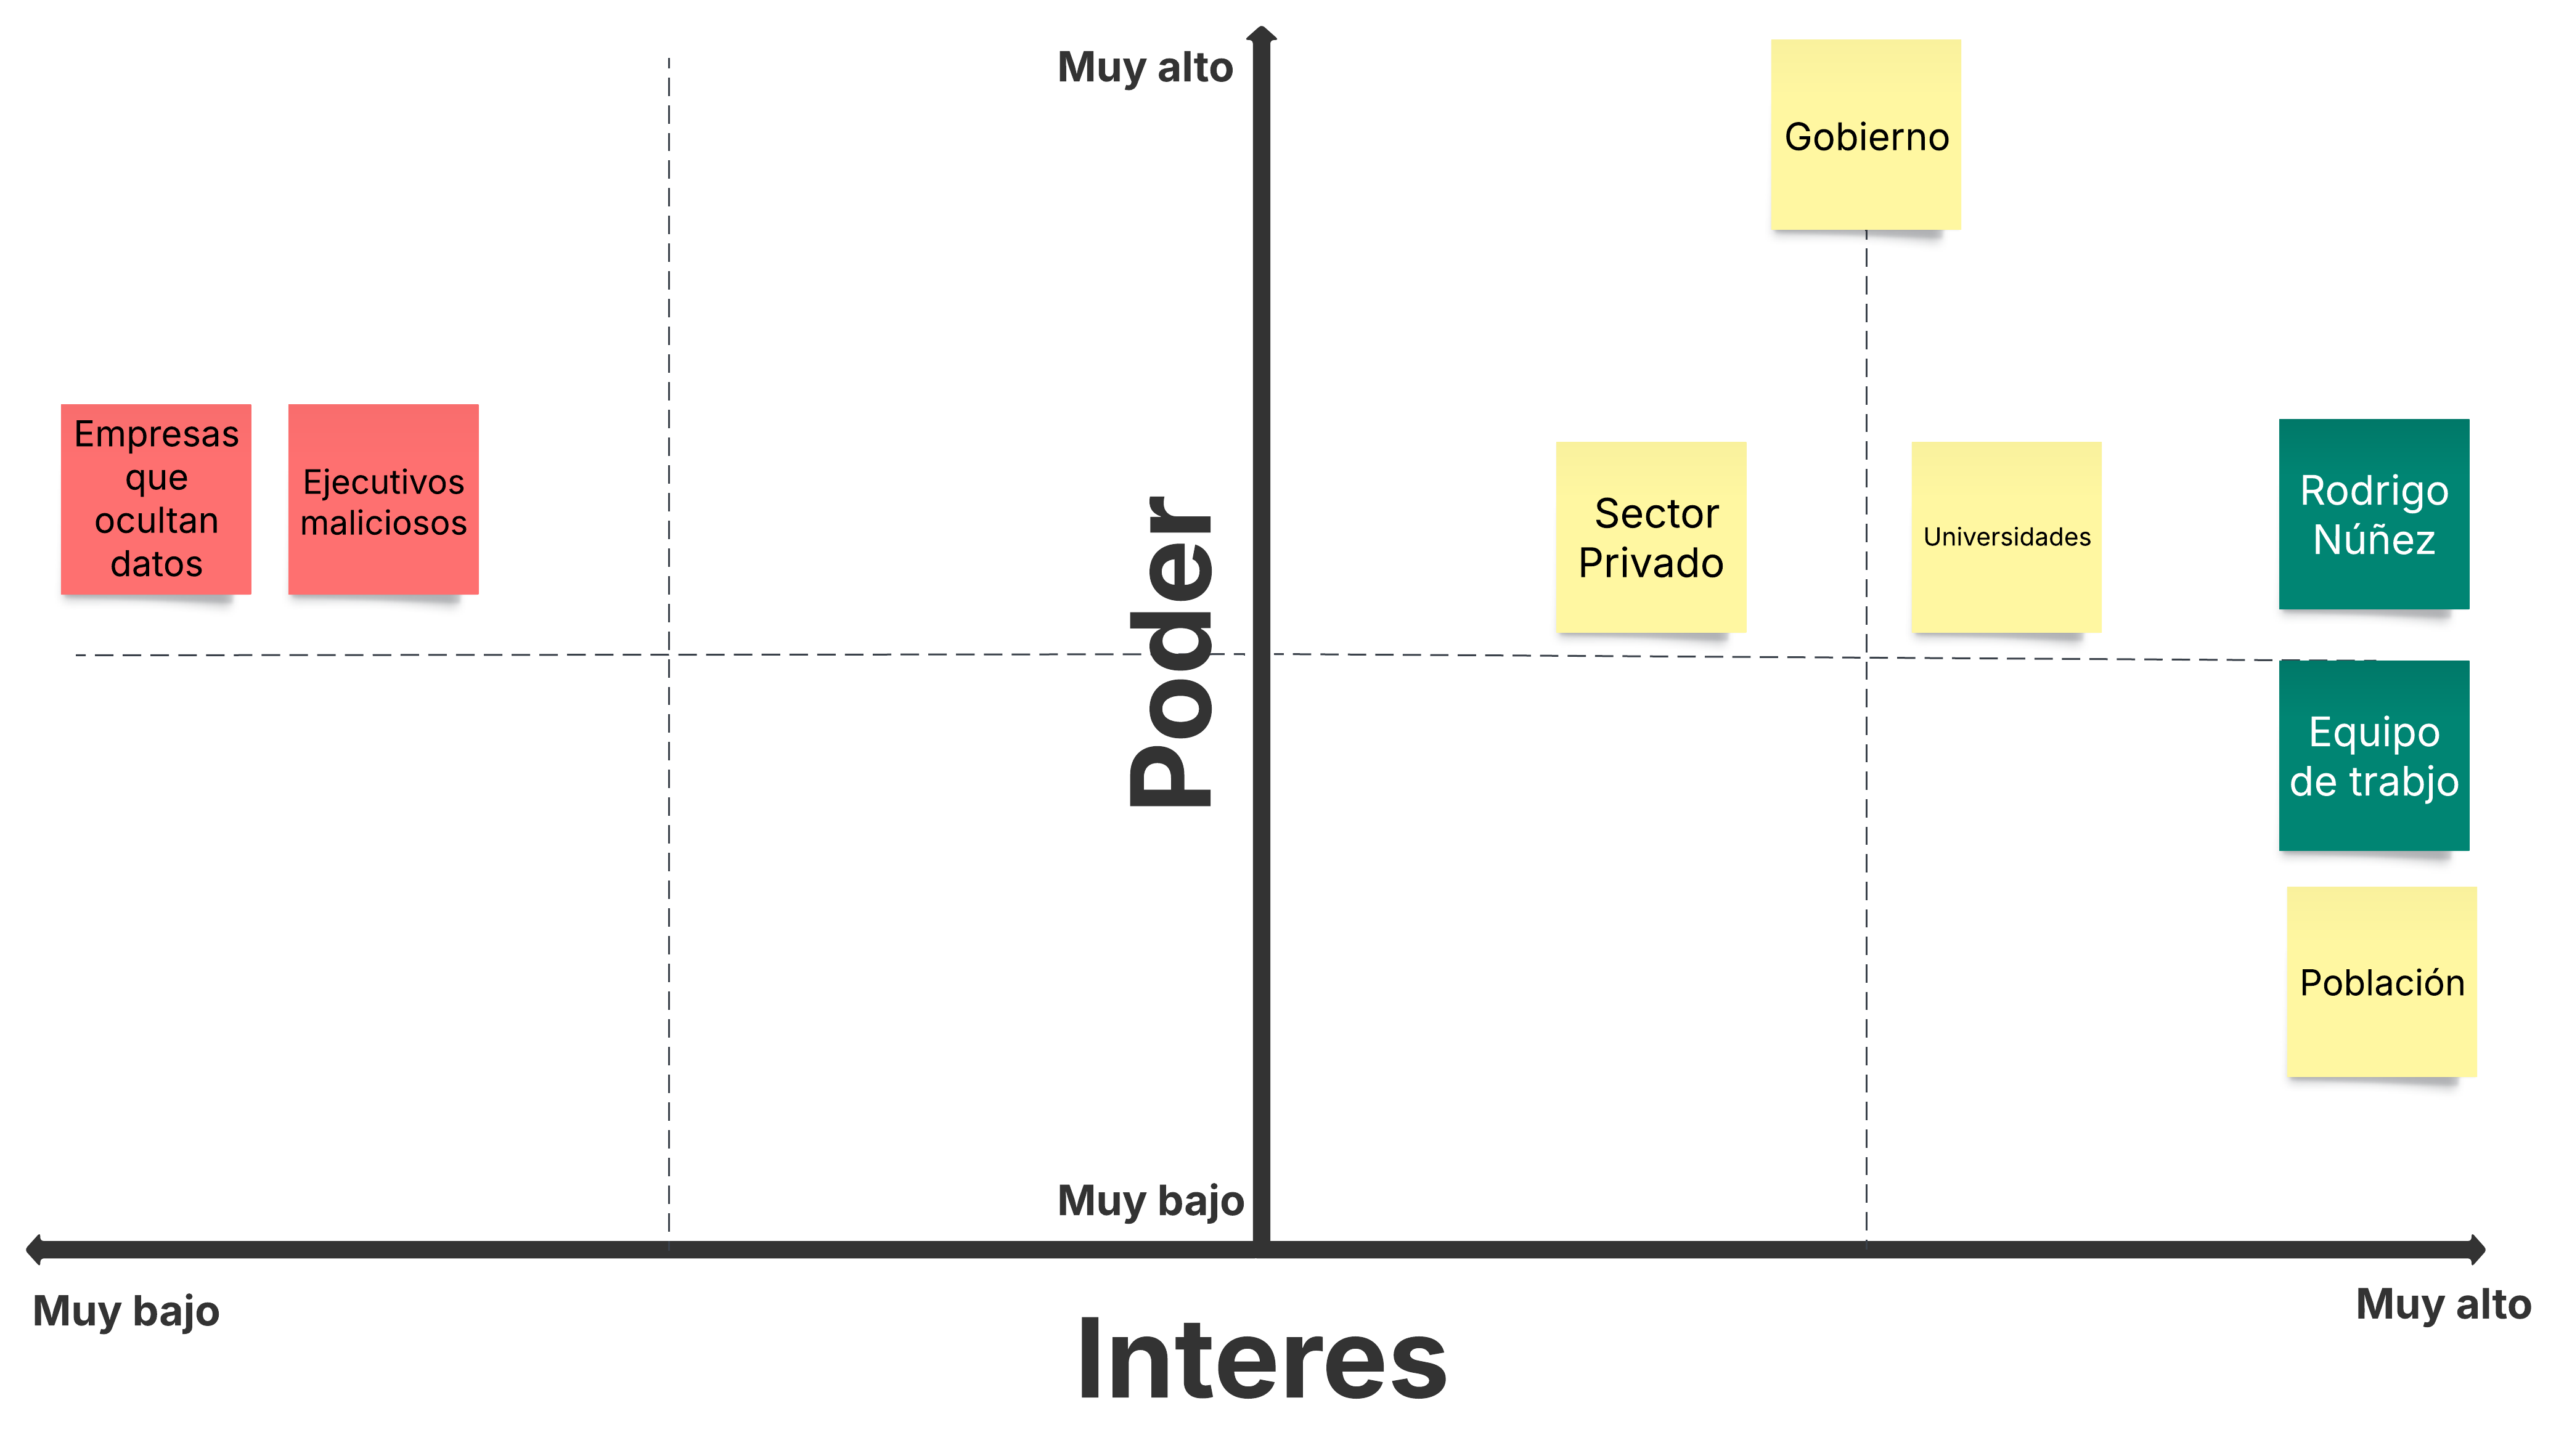 Muy alto
Gobierno
Empresas
que
ocultan
datos
Ejecutivos
maliciosos
Poder
Sector
Privado
Universidades
Rodrigo
Núñez
Equipo
de trabjo
Población
Muy bajo
Muy bajo
Muy alto
Interes